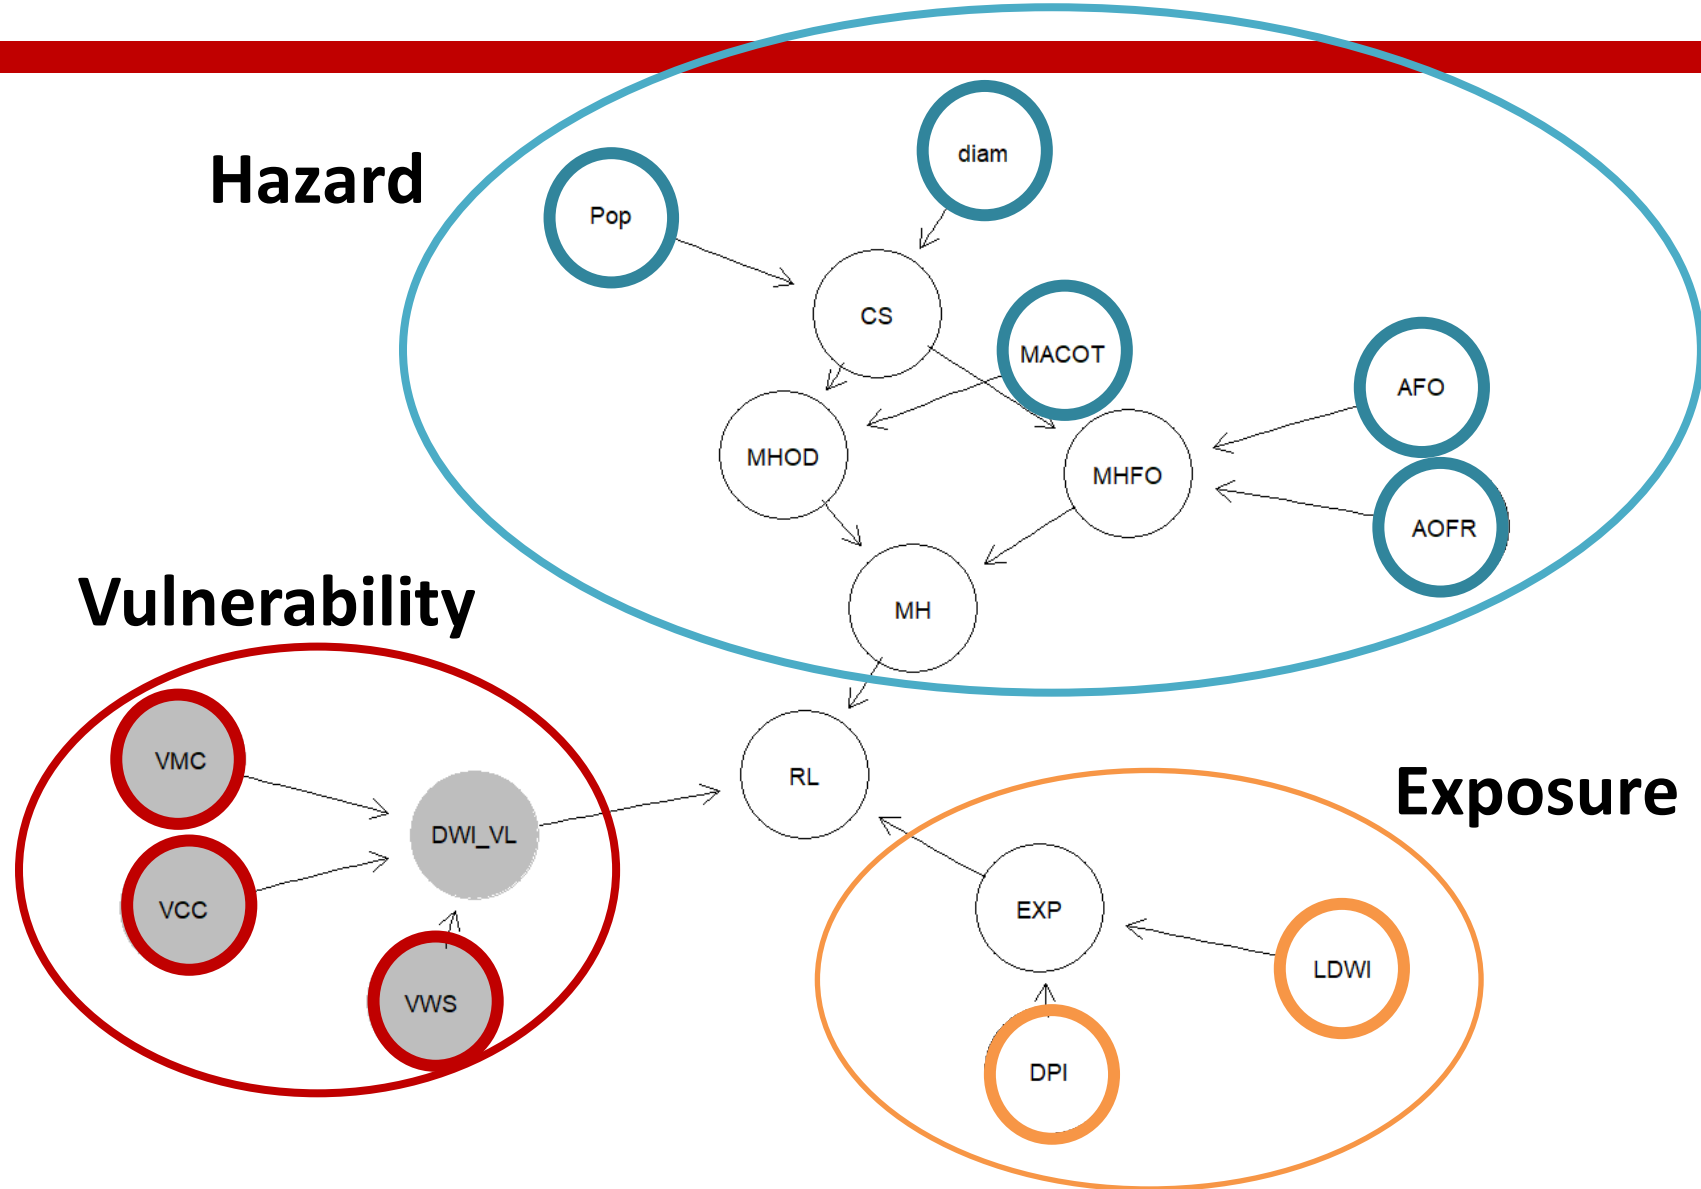 Hazard
diam
Pop
CS
MACOT
AFO
MHOD
MHFO
AOFR
MH
Vulnerability
VMC
RL
Exposure
DWI_VL
VCC
EXP
LDWI
VWS
DPI